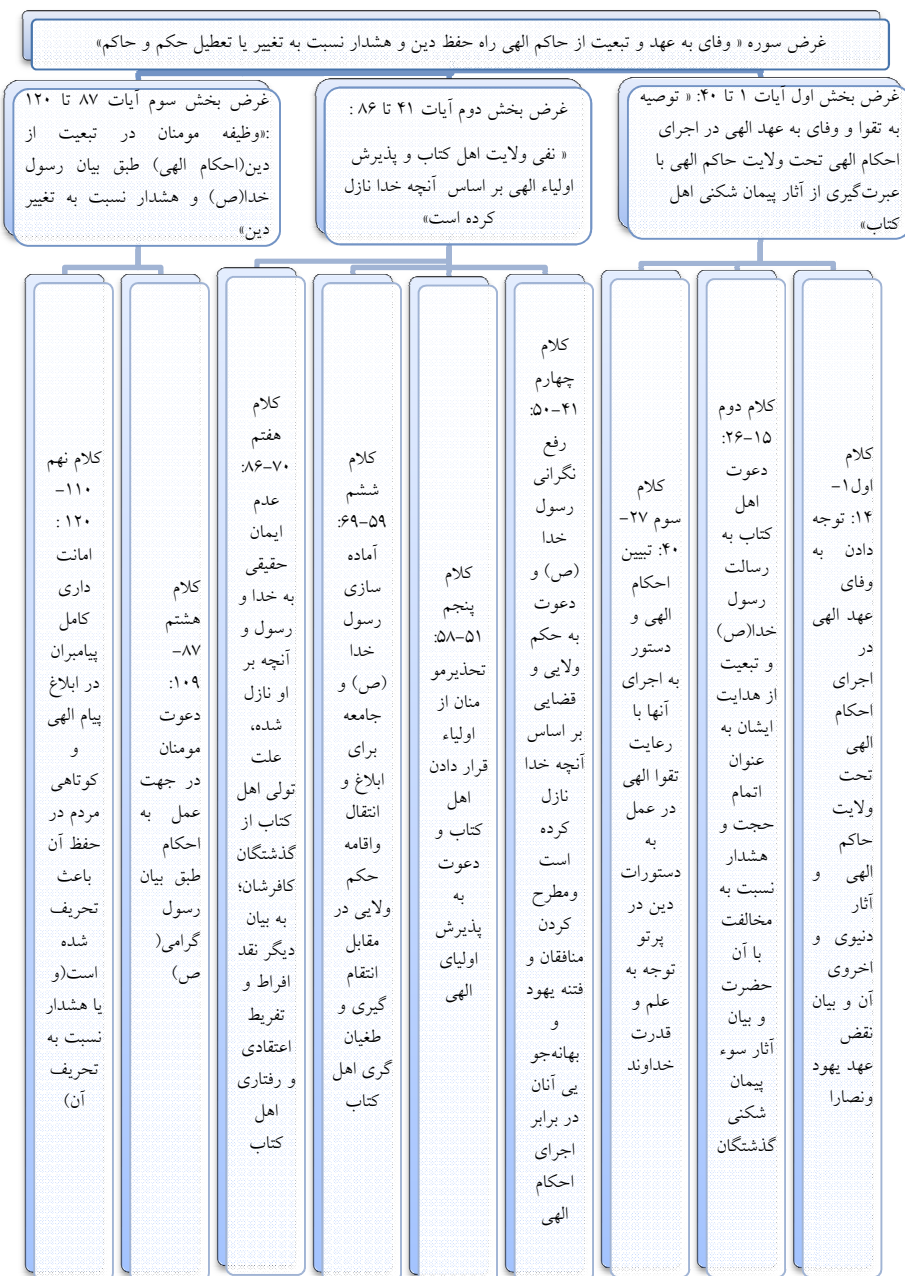 غرض سوره « وفای به عهد و تبعیت از حاکم الهی راه حفظ دین و هشدار نسبت به تغییر یا تعطیل حکم و حاکم»
غرض بخش اول آیات ۱ تا ۴۰: « توصیه
به تقوا و وفای به عهد الهی در اجرای
احکام الهی تحت ولایت حاکم الهی با
عبرت‌گیری از آثار پیمان شکنی اهل
کتاب»
غرض بخش دوم آیات ۴۱ تا ۸۶ :
« نفی ولایت اهل کتاب و پذیرش
اولیاء الهی بر اساس آنچه خدا نازل
کرده است»
غرض بخش سوم آیات ۸۷ تا ۱۲۰
:«وظیفه مومنان در تبعیت از
دین(احکام الهی) طبق بیان رسول
خدا(ص) و هشدار نسبت به تغییر
دین»
کلام
اول۱-
۱۴: توجه
دادن به
وفای
عهد الهی
در
اجرای
احکام
الهی
تحت
ولایت
حاکم
الهی و
آثار
دنیوی و
اخروی
آن و بیان
نقض
عهد یهود
ونصارا
کلام دوم
۱۵-۲۶:
دعوت
اهل
کتاب به
رسالت
رسول
خدا(ص)
و تبعیت
از هدایت
ایشان به
عنوان
اتمام
حجت و
هشدار
نسبت به
مخالفت
با آن
حضرت
و بیان
آثار سوء
پیمان
شکنی
گذشتگان
کلام
سوم ۲۷-
۴۰: تبیین
احکام
الهی و
دستور
به اجرای
آنها با
رعایت
تقوا الهی
در عمل
به
دستورات
دین در
پرتو
توجه به
علم و
قدرت
خداوند
کلام
چهارم
۴۱-۵۰:
رفع
نگرانی
رسول
خدا
(ص) و
دعوت
به حکم
ولایی و
قضایی
بر اساس
آنچه خدا
نازل
کرده
است
ومطرح
کردن
منافقان و
فتنه یهود
و
بهانه‌جو
یی آنان
در برابر
اجرای
احکام
الهی
کلام
پنجم
۵۱-۵۸:
تحذیرمو
منان از
اولیاء
قرار دادن
اهل
کتاب و
دعوت
به
پذیرش
اولیای
الهی
کلام
ششم
۵۹-۶۹:
آماده
سازی
رسول
خدا
(ص) و
جامعه
برای
ابلاغ و
انتقال
واقامه
حکم
ولایی در
مقابل
انتقام
گیری و
طغیان
گری اهل
کتاب
کلام
هفتم
۷۰-۸۶:
عدم
ایمان
حقیقی
به خدا و
رسول و
آنچه بر
او نازل
شده،
علت
تولی اهل
کتاب از
گذشتگان
کافرشان؛
به بیان
دیگر نقد
افراط و
تفریط
اعتقادی
و رفتاری
اهل
کتاب
کلام
هشتم
۸۷-
۱۰۹:
دعوت
مومنان
در جهت
عمل به
احکام
طبق بیان
رسول
گرامی(
ص)
کلام نهم
۱۱۰-
۱۲۰ :
امانت
داری
کامل
پیامبران
در ابلاغ
پیام الهی
و
کوتاهی
مردم در
حفظ آن
باعث
تحریف
شده
است(و
یا هشدار
نسبت به
تحریف
آن)